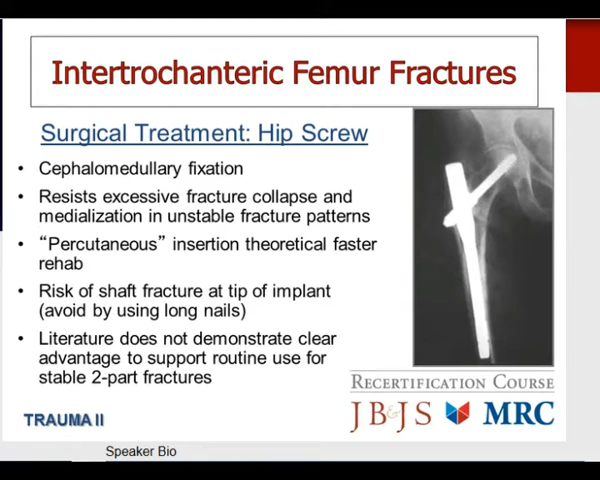 Intertrochanteric Femur Fractures
Surgical Treatment: Hip Screw
• Cephalomedullary fixation
• Resists excessive fracture collapse and
medialization in unstable fracture patterns
• “Percutaneous” insertion theoretical faster
rehab
• Risk of shaft fracture at tip of implant
(avoid by using long nails)
• Literature does not demonstrate clear
advantage to support routine use for
stable 2-part fractures
RECERTIFICATION COURSE
JB&JS MRC
TRAUMA II
Speaker Bio